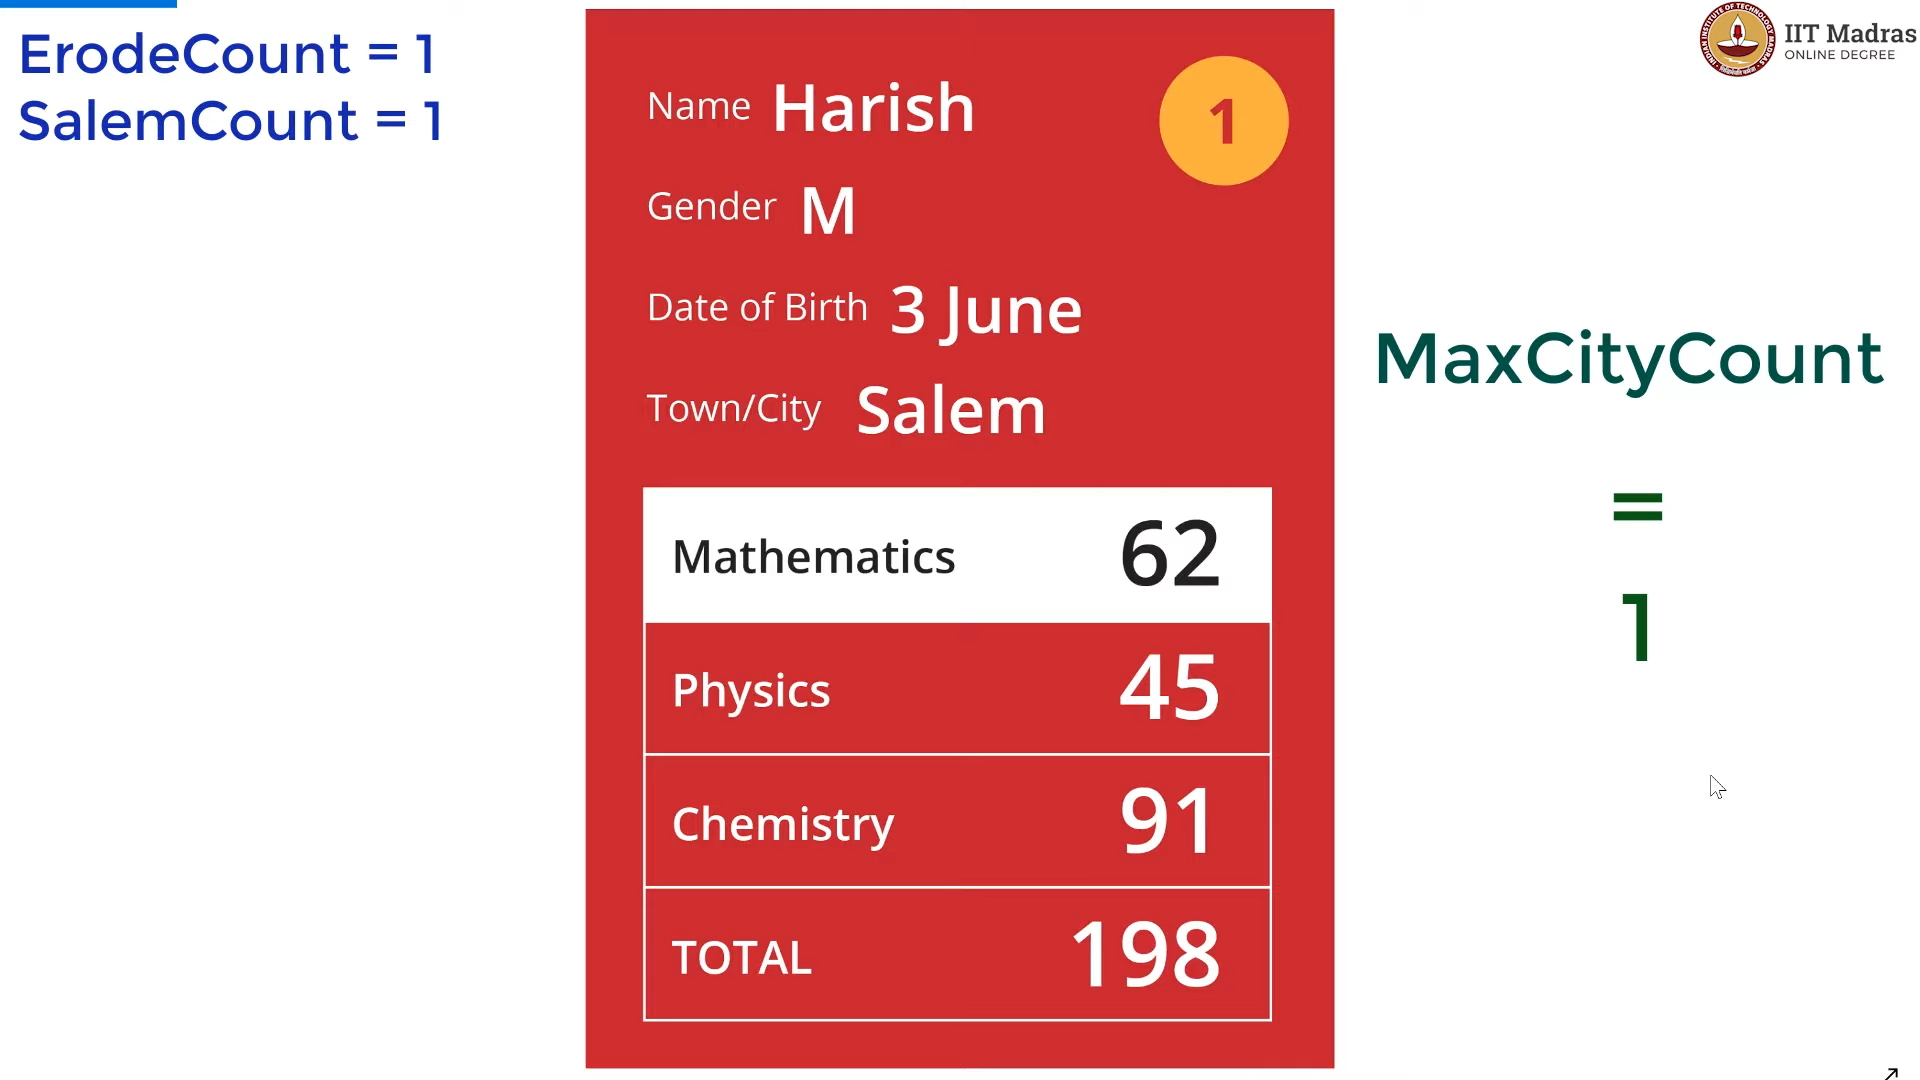 ErodeCount = 1
SalemCount = 1
Name Harish
1
Gender M
Date of Birth 3 June
Town/City Salem
Mathematics 62
Physics 45
Chemistry 91
TOTAL 198
MaxCityCount
=
1
IIT Madras
ONLINE DEGREE